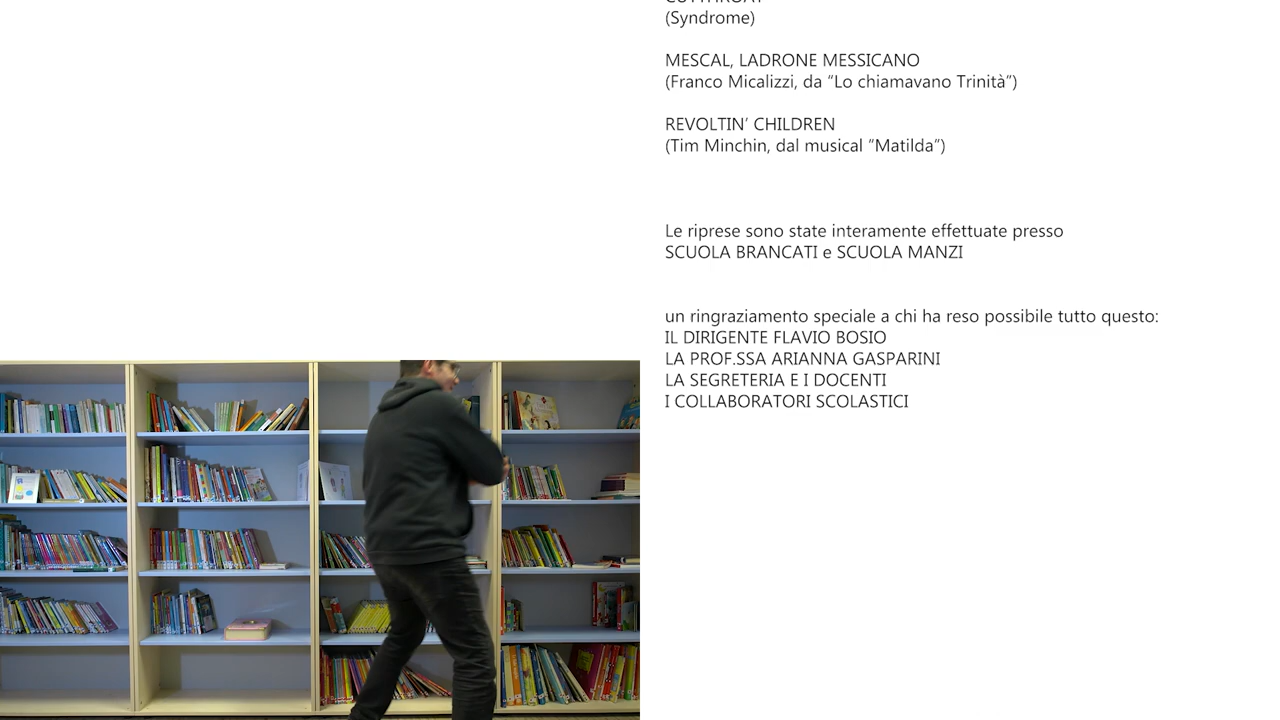 (Syndrome)
MESCAL, LADRONE MESSICANO
(Franco Micalizzi, da “Lo chiamavano Trinità”)
REVOLTIN’ CHILDREN
(Tim Minchin, dal musical “Matilda”)
Le riprese sono state interamente effettuate presso
SCUOLA BRANCATI e SCUOLA MANZI
un ringraziamento speciale a chi ha reso possibile tutto questo:
IL DIRIGENTE FLAVIO BOSIO
LA PROF.SSA ARIANNA GASPARINI
LA SEGRETERIA E I DOCENTI
I COLLABORATORI SCOLASTICI